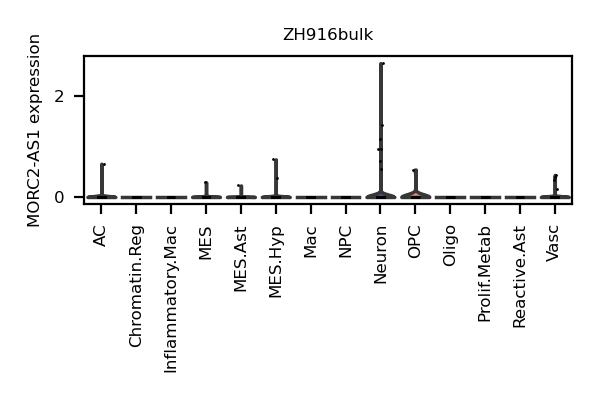 ZH916bulk
MORC2-AS1 expression
2
0
AC
Chromatin.Reg
Inflammatory.Mac
MES
MES.Ast
MES.Hyp
Mac
NPC
Neuron
OPC
Oligo
Prolif.Metab
Reactive.Ast
Vasc